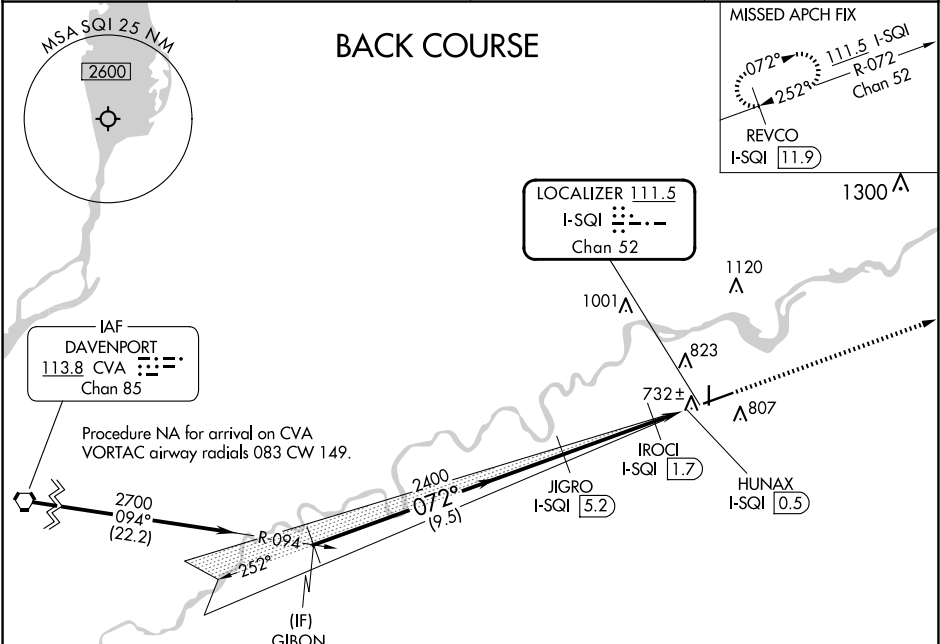 MSA SQI 25 NM
2600
BACK COURSE
MISSED APCH FIX
111.5 I-SQI
072°
R-072
Chan 52
252°
REVCO
I-SQI 11.9
1300
LOCALIZER 111.5
I-SQI
Chan 52
1120
1001
IAF
DAVENPORT
113.8 CVA
Chan 85
823
732±
807
Procedure NA for arrival on CVA
VORTAC airway radials 083 CW 149.
IROCI
I-SQI 1.7
JIGRO
I-SQI 5.2
HUNAX
I-SQI 0.5
2400
072°
(9.5)
2700
094°
(22.2)
R-094
252°
(IF)
GIBON